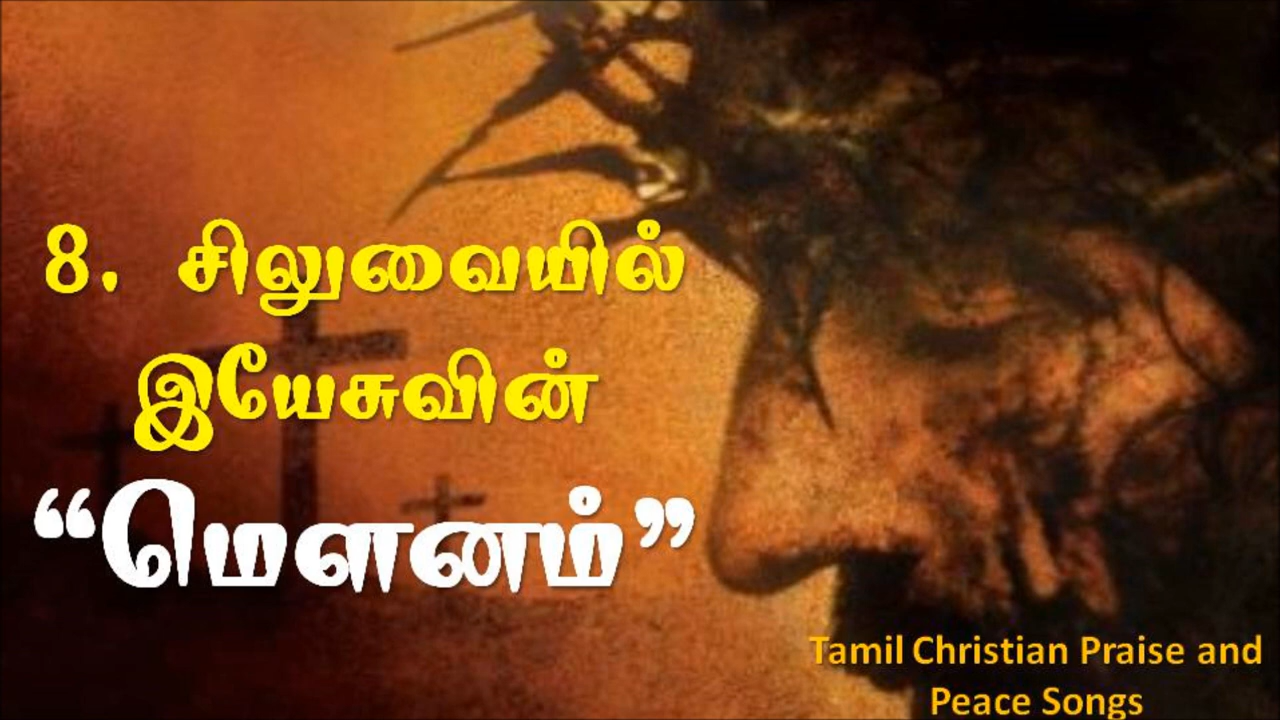 8. சிலுவையில்
இயேசுவின்
“மௌனம்”
Tamil Christian Praise and
Peace Songs